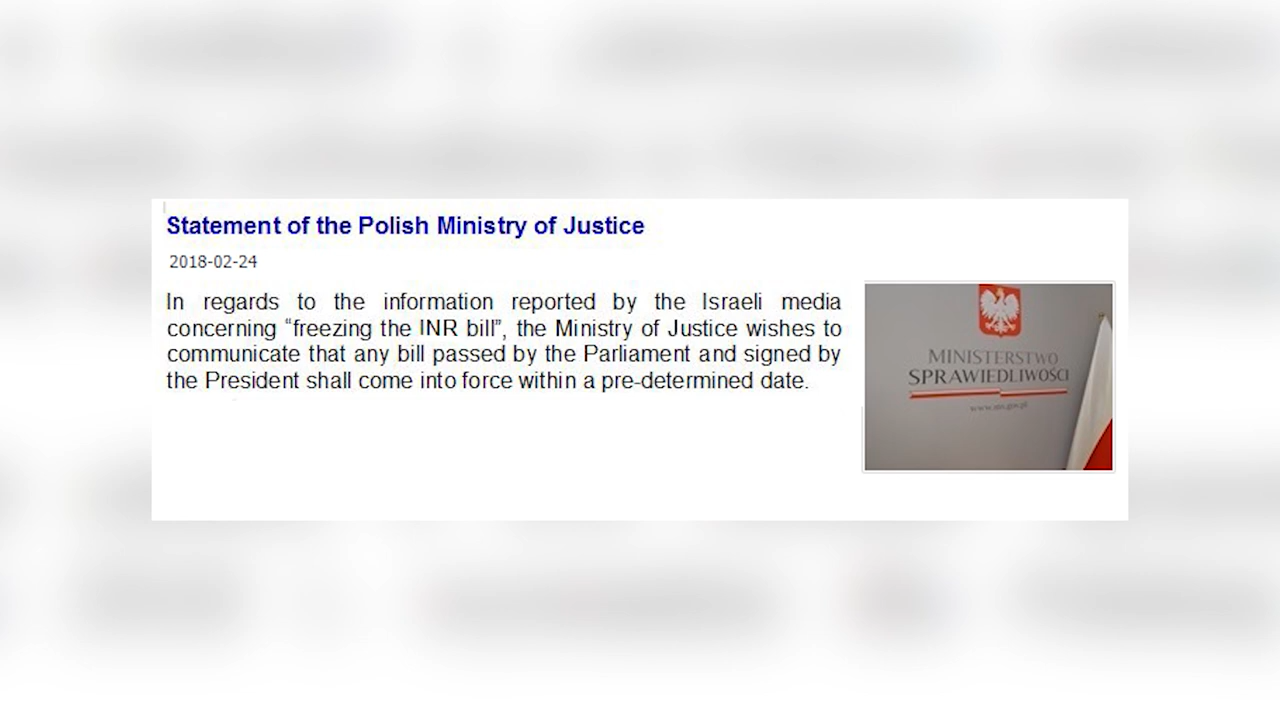 Statement of the Polish Ministry of Justice
2018-02-24
In regards to the information reported by the Israeli media
concerning “freezing the INR bill”, the Ministry of Justice wishes to
communicate that any bill passed by the Parliament and signed by
the President shall come into force within a pre-determined date.
MINISTERSTWO
SPRAWIEDLIWOŚCI